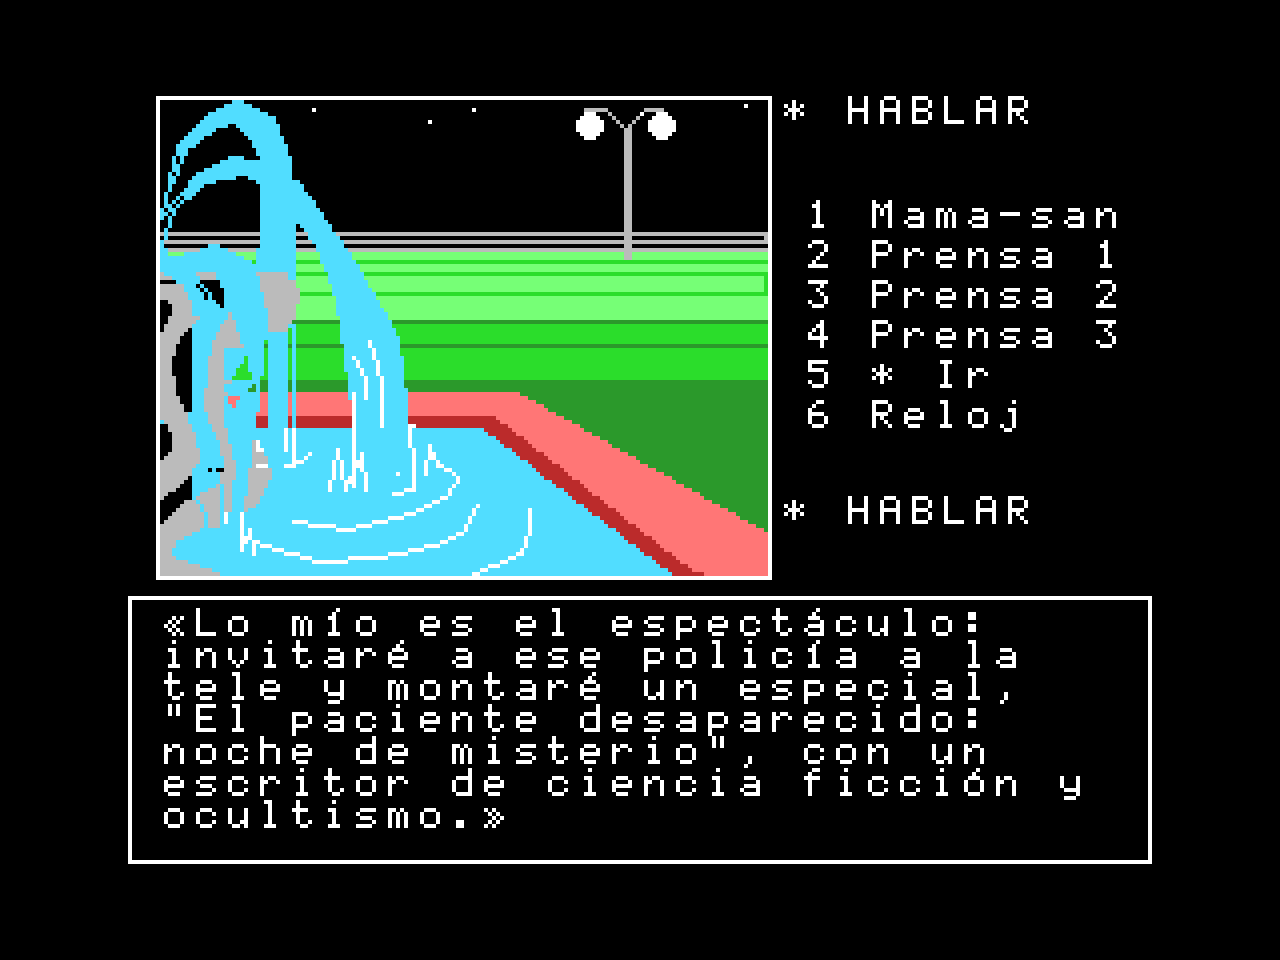 * HABLAR
1 Mama-san
2 Prensa 1
3 Prensa 2
4 Prensa 3
5 * Ir
6 Reloj
* HABLAR
«Lo mío es el espectáculo:
invitaré a ese policía a la
tele y montaré un especial,
"El paciente desaparecido:
noche de misterio", con un
escritor de ciencia ficción y
ocultismo.»